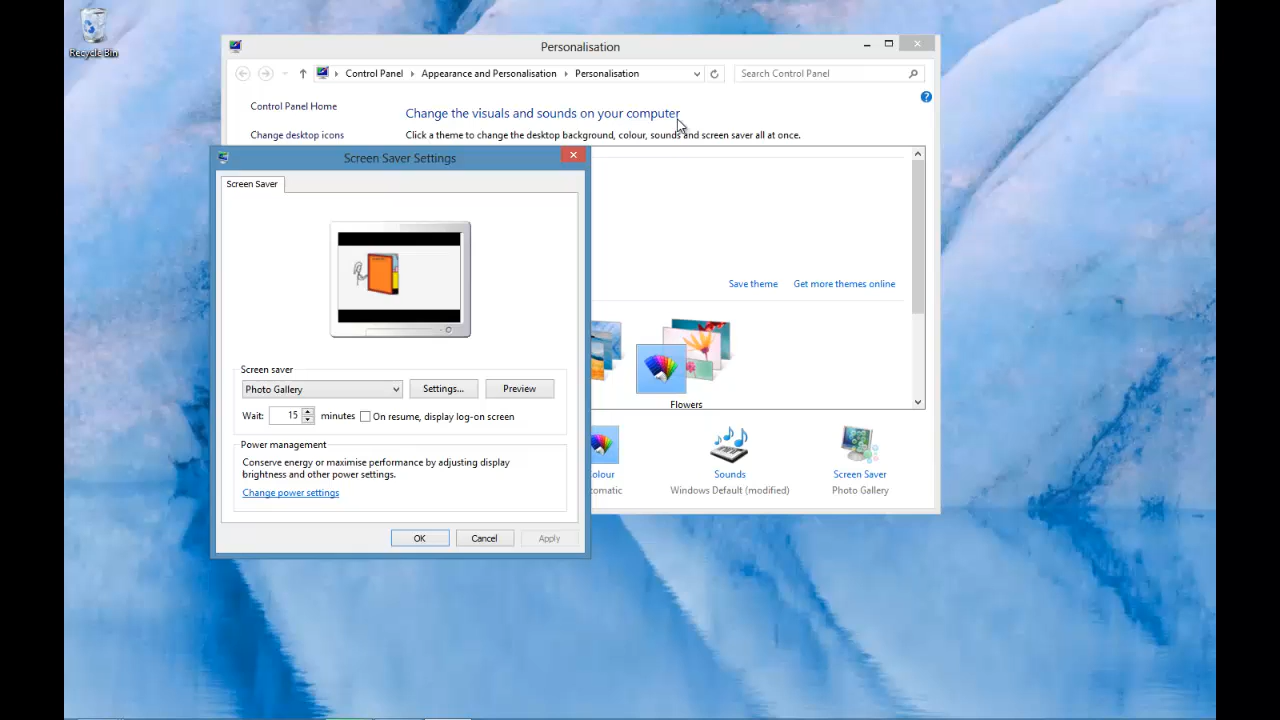 Recycle Bin
Personalisation
Control Panel
Appearance and Personalisation
Personalisation
Search Control Panel
Control Panel Home
Change desktop icons
Change the visuals and sounds on your computer
Click a theme to change the desktop background, colour, sounds and screen saver all at once.
Save theme
Get more themes online
Flowers
olour
omatic
Sounds
Windows Default (modified)
Screen Saver
Photo Gallery
Screen Saver Settings
Screen Saver
Screen saver
Photo Gallery
Settings...
Preview
Wait: 15 minutes
On resume, display log-on screen
Power management
Conserve energy or maximise performance by adjusting display
brightness and other power settings.
Change power settings
OK
Cancel
Apply